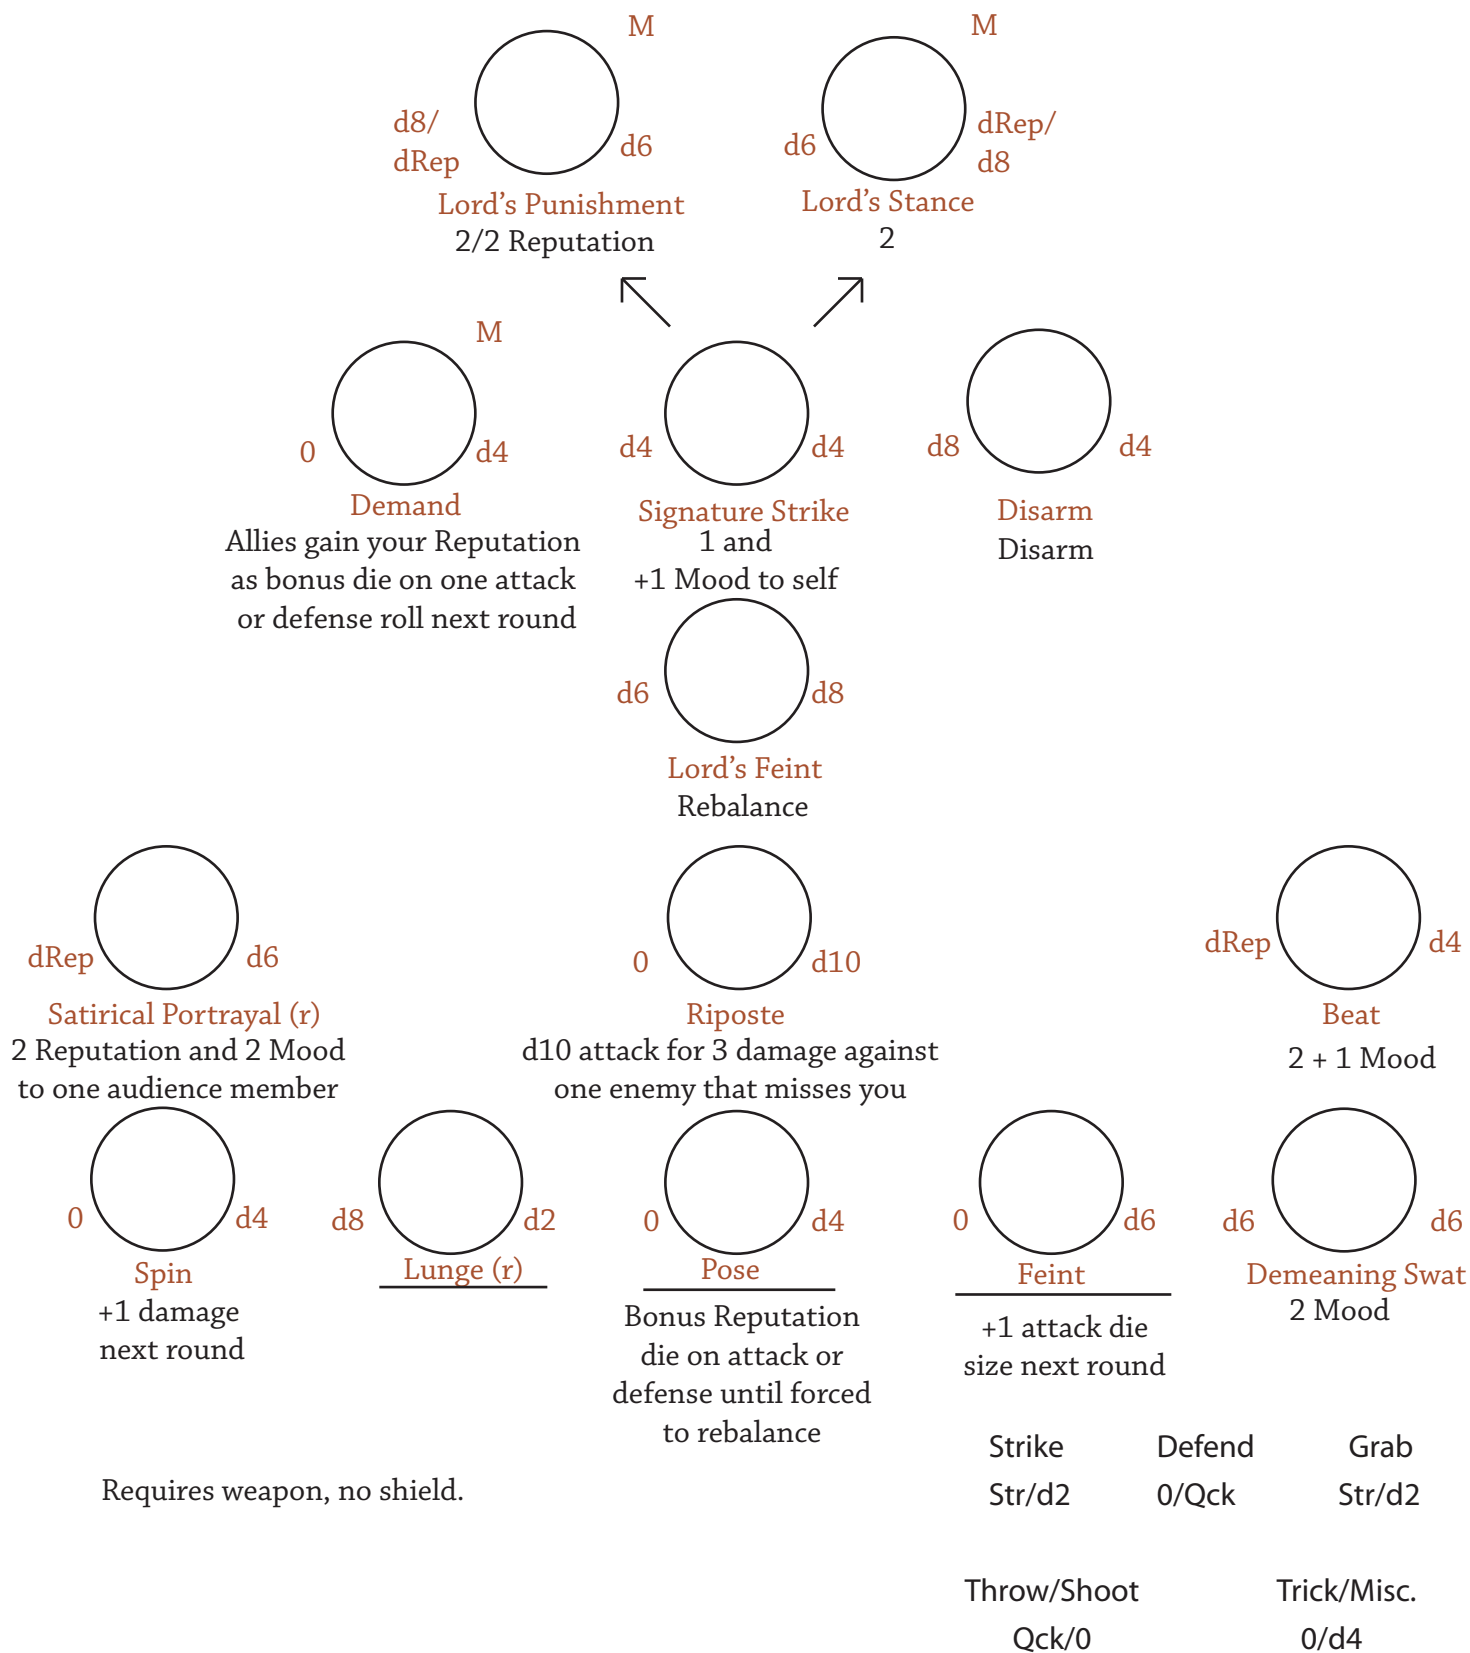 M
M
d8/
dRep
d6
d6
dRep/
d8
Lord's Punishment
2/2 Reputation
Lord's Stance
2
M
0
d4
Demand
Allies gain your Reputation
as bonus die on one attack
or defense roll next round
d4
d4
Signature Strike
1 and
+1 Mood to self
d8
d4
Disarm
Disarm
d6
d8
Lord's Feint
Rebalance
dRep
d6
Satirical Portrayal (r)
2 Reputation and 2 Mood
to one audience member
0
d10
Riposte
d10 attack for 3 damage against
one enemy that misses you
dRep
d4
Beat
2 + 1 Mood
0
d4
Spin
+1 damage
next round
d8
d2
Lunge (r)
0
d4
Pose
Bonus Reputation
die on attack or
defense until forced
to rebalance
0
d6
Feint
+1 attack die
size next round
d6
d6
Demeaning Swat
2 Mood
Requires weapon, no shield.
Strike Defend Grab
Str/d2 0/Qck Str/d2
Throw/Shoot Trick/Misc.
Qck/0 0/d4